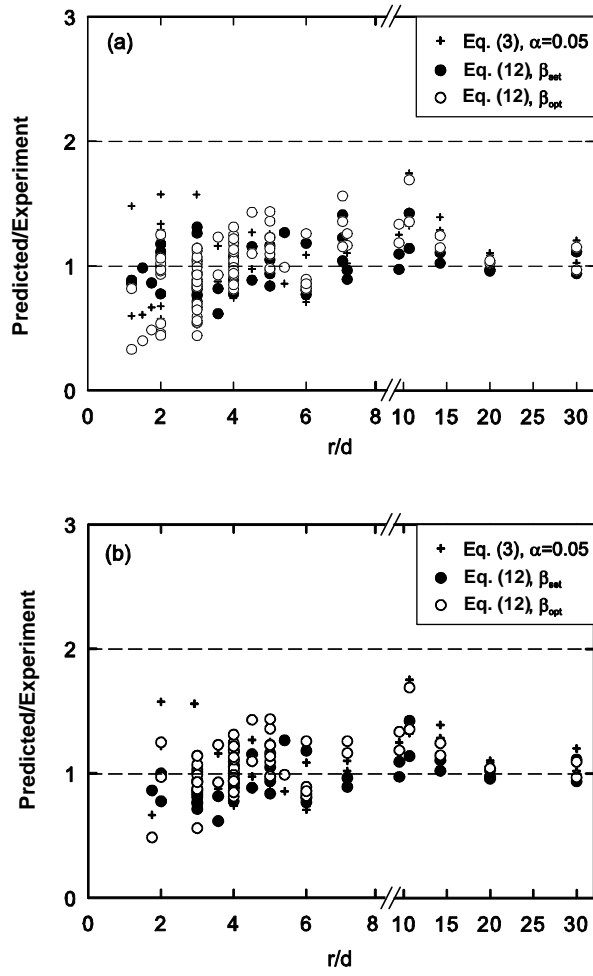 3
(a)
+ Eq. (3), α=0.05
● Eq. (12), βset
○ Eq. (12), βopt
2
1
0
Predicted/Experiment
0 2 4 6 8 10 15 20 25 30
r/d
3
(b)
+ Eq. (3), α=0.05
● Eq. (12), βset
○ Eq. (12), βopt
2
1
0
Predicted/Experiment
0 2 4 6 8 10 15 20 25 30
r/d